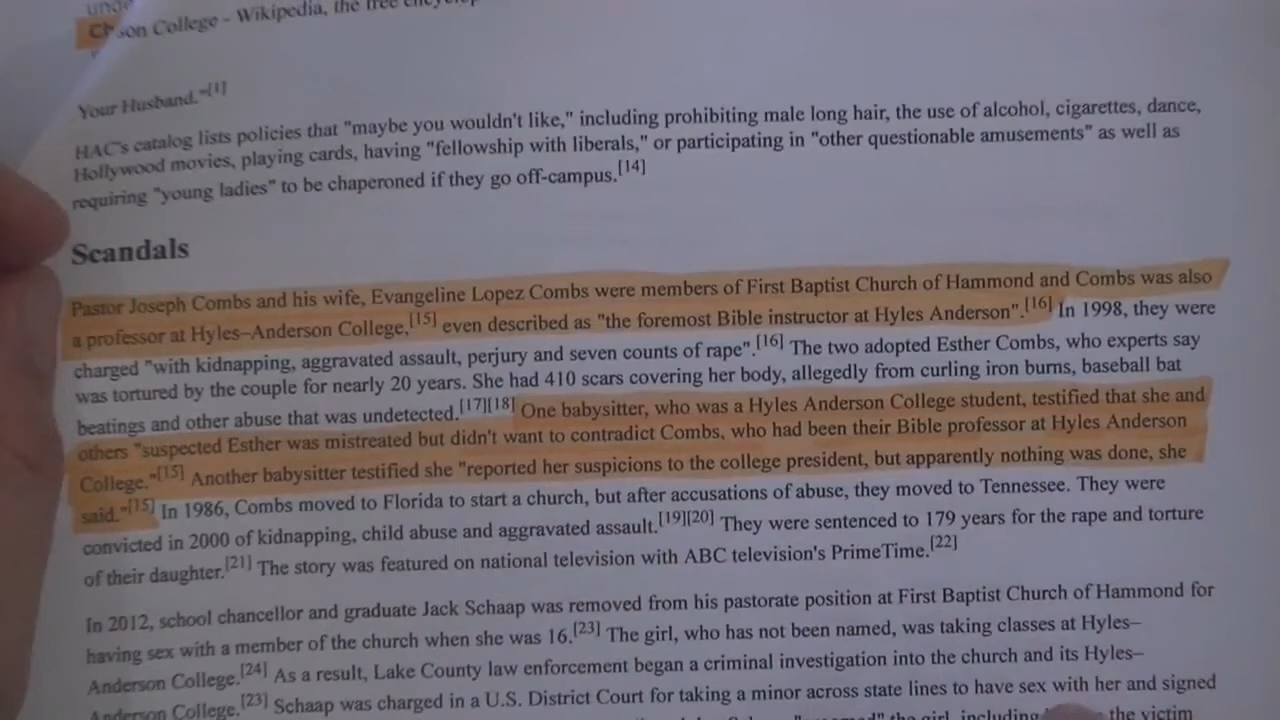 son College - Wikipedia, the free
Your Husband."[1]
HAC's catalog lists policies that "maybe you wouldn't like," including prohibiting male long hair, the use of alcohol, cigarettes, dance,
Hollywood movies, playing cards, having "fellowship with liberals," or participating in "other questionable amusements" as well as
requiring "young ladies" to be chaperoned if they go off-campus.[14]
Scandals
Pastor Joseph Combs and his wife, Evangeline Lopez Combs were members of First Baptist Church of Hammond and Combs was also
a professor at Hyles–Anderson College,[15] even described as "the foremost Bible instructor at Hyles Anderson".[16] In 1998, they were
charged "with kidnapping, aggravated assault, perjury and seven counts of rape".[16] The two adopted Esther Combs, who experts say
was tortured by the couple for nearly 20 years. She had 410 scars covering her body, allegedly from curling iron burns, baseball bat
beatings and other abuse that was undetected.[17][18] One babysitter, who was a Hyles Anderson College student, testified that she and
others "suspected Esther was mistreated but didn't want to contradict Combs, who had been their Bible professor at Hyles Anderson
College."[15] Another babysitter testified she "reported her suspicions to the college president, but apparently nothing was done, she
said."[15] In 1986, Combs moved to Florida to start a church, but after accusations of abuse, they moved to Tennessee. They were
convicted in 2000 of kidnapping, child abuse and aggravated assault.[19][20] They were sentenced to 179 years for the rape and torture
of their daughter.[21] The story was featured on national television with ABC television's PrimeTime.[22]
In 2012, school chancellor and graduate Jack Schaap was removed from his pastorate position at First Baptist Church of Hammond for
having sex with a member of the church when she was 16.[23] The girl, who has not been named, was taking classes at Hyles–
Anderson College.[24] As a result, Lake County law enforcement began a criminal investigation into the church and its Hyles–
Anderson College.[23] Schaap was charged in a U.S. District Court for taking a minor across state lines to have sex with her and signed
the girl, including the victim